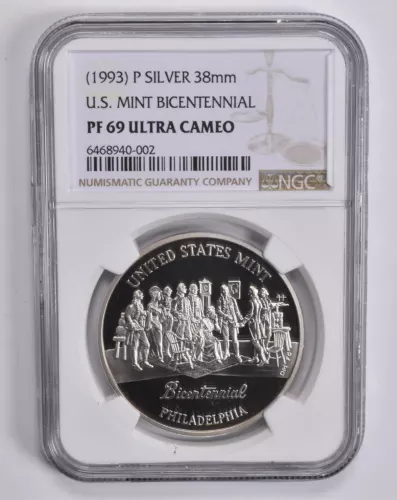 (1993) P SILVER 38mm
U.S. MINT BICENTENNIAL
PF 69 ULTRA CAMEO
6468940-002
NUMISMATIC GUARANTY COMPANY
NGC
UNITED STATES MINT
Bicentennial
PHILADELPHIA